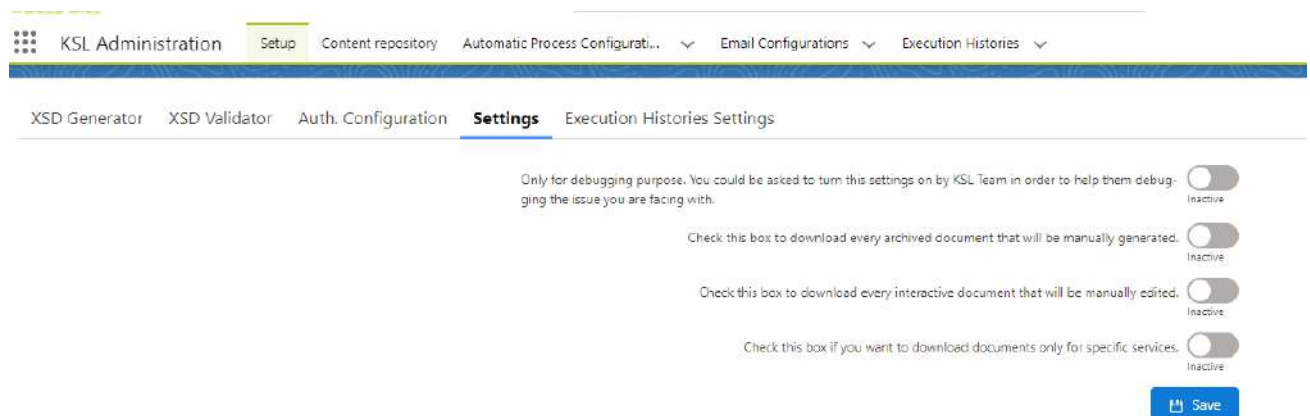 KSL Administration Setup Content repository Automatic Process Configurati... Email Configurations Execution Histories
XSD Generator XSD Validator Auth. Configuration Settings Execution Histories Settings
Only for debugging purpose. You could be asked to turn this settings on by KSL Team in order to help them debug-
ging the issue you are facing with.
Inactive
Check this box to download every archived document that will be manually generated.
Inactive
Check this box to download every interactive document that will be manually edited.
Inactive
Check this box if you want to download documents only for specific services.
Inactive
Save